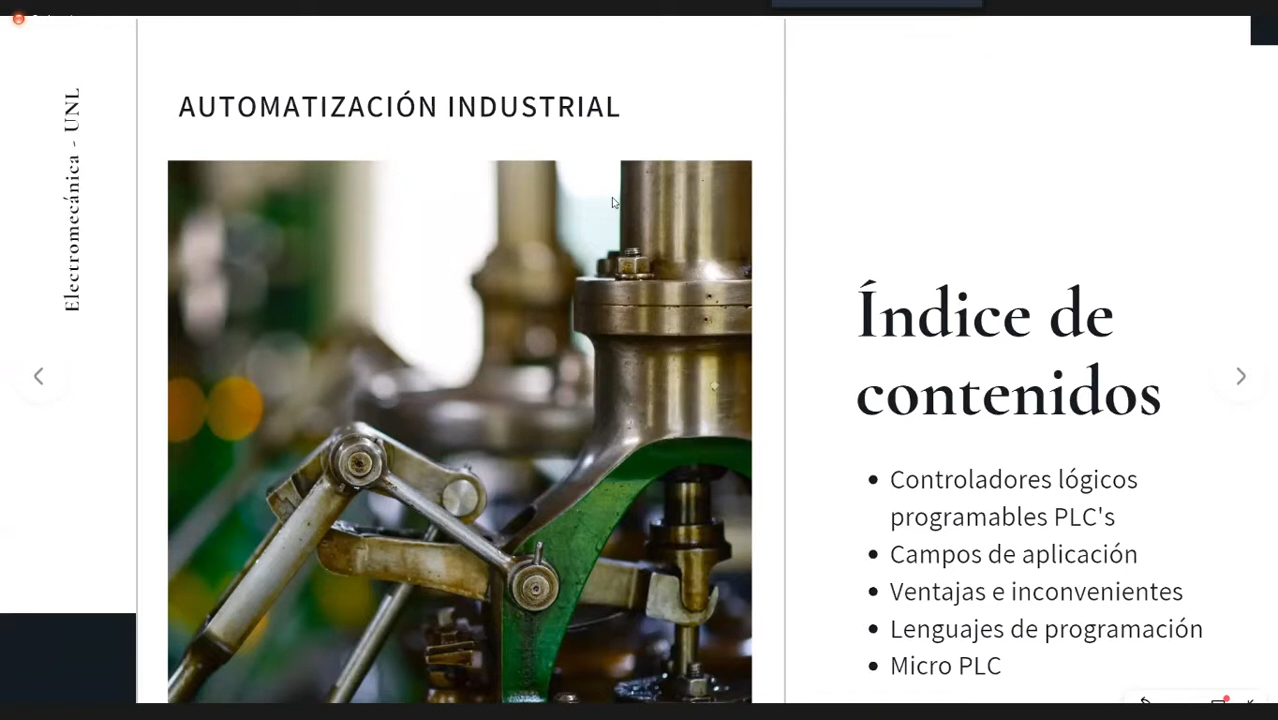 Electromecánica - UNL
AUTOMATIZACIÓN INDUSTRIAL
Índice de
contenidos
Controladores lógicos
programables PLC's
Campos de aplicación
Ventajas e inconvenientes
Lenguajes de programación
Micro PLC